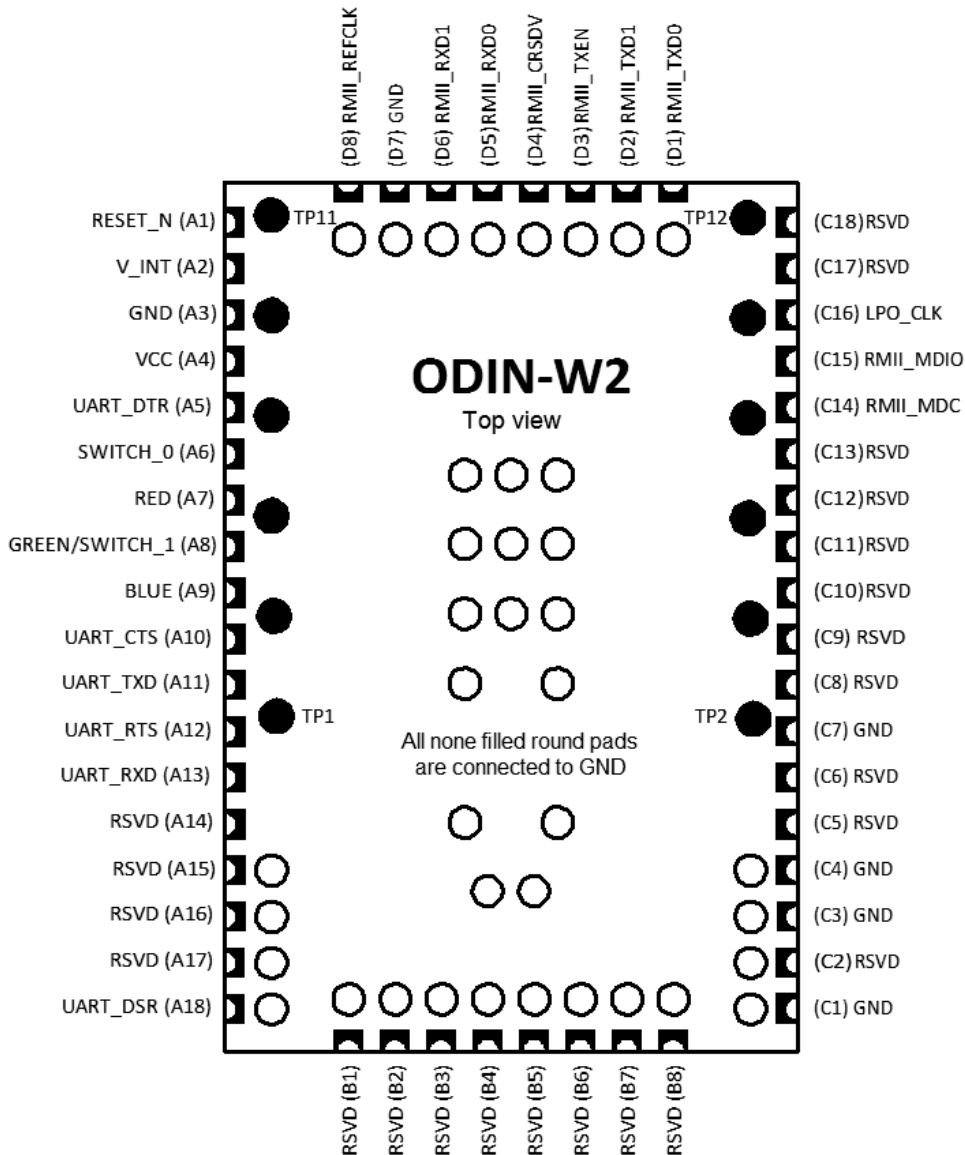 (D8) RMII_REFCLK
(D7) GND
(D6) RMII_RXD1
(D5)RMII_RXD0
(D4)RMII_CRSDV
(D3)RMII_TXEN
(D2) RMII_TXD1
(D1) RMII_TXD0
RESET_N (A1)
V_INT (A2)
GND (A3)
VCC (A4)
UART_DTR (A5)
SWITCH_0 (A6)
RED (A7)
GREEN/SWITCH_1 (A8)
BLUE (A9)
UART_CTS (A10)
UART_TXD (A11)
UART_RTS (A12)
UART_RXD (A13)
RSVD (A14)
RSVD (A15)
RSVD (A16)
RSVD (A17)
UART_DSR (A18)
TP11
TP12
ODIN-W2
Top view
TP1
TP2
All none filled round pads
are connected to GND
(C18)RSVD
(C17)RSVD
(C16) LPO_CLK
(C15) RMII_MDIO
(C14) RMII_MDC
(C13)RSVD
(C12)RSVD
(C11)RSVD
(C10)RSVD
(C9) RSVD
(C8) RSVD
(C7) GND
(C6) RSVD
(C5) RSVD
(C4) GND
(C3) GND
(C2)RSVD
(C1) GND
RSVD (B1)
RSVD (B2)
RSVD (B3)
RSVD (B4)
RSVD (B5)
RSVD (B6)
RSVD (B7)
RSVD (B8)